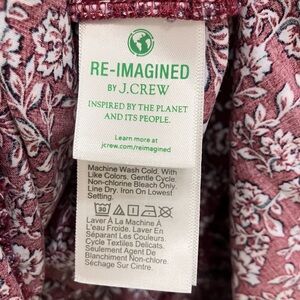 RE-IMAGINED
BY J.CREW
INSPIRED BY THE PLANET
AND ITS PEOPLE.
Learn more at
jcrew.com/reimagined
Machine Wash Cold. With
Like Colors. Gentle Cycle.
Non-chlorine Bleach Only.
Line Dry. Iron On Lowest
Setting.
30
Laver À La Machine À
L'eau Froide. Laver En
Séparant Les Couleurs.
Cycle Textiles Delicats.
Seulement Agent De
Blanchiment Non-chloré.
Séchage Sur Cintre.